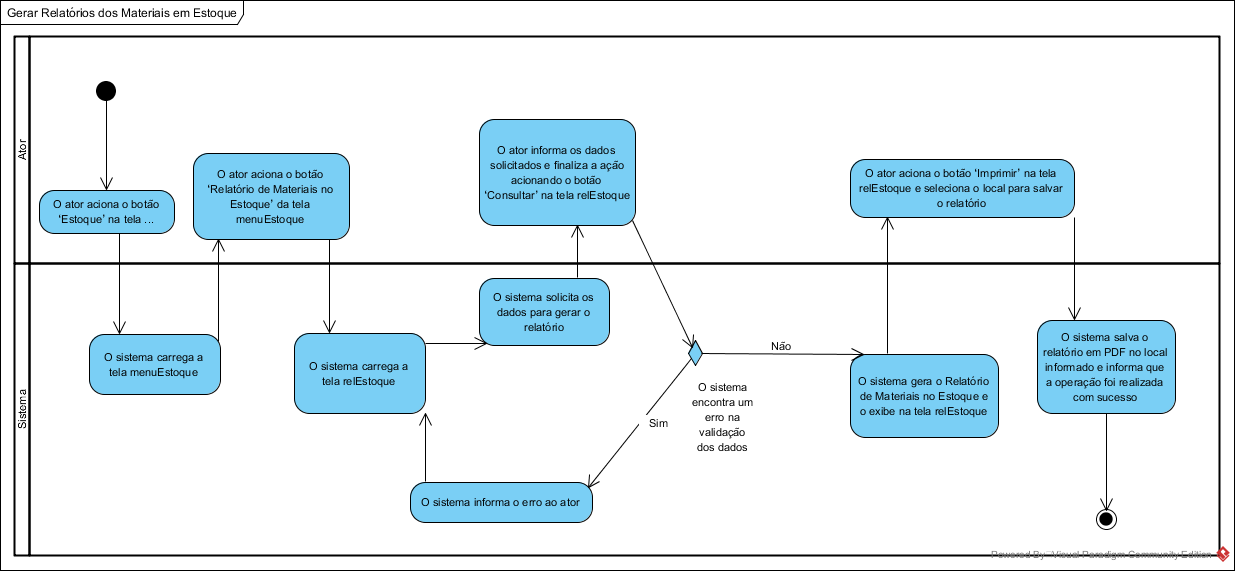 Gerar Relatórios dos Materiais em Estoque
Ator
O ator aciona o botão
‘Estoque’ na tela ...
O ator aciona o botão
‘Relatório de Materiais no
Estoque’ da tela
menuEstoque
O ator informa os dados
solicitados e finaliza a ação
acionando o botão
‘Consultar’ na tela relEstoque
O ator aciona o botão ‘Imprimir’ na tela
relEstoque e seleciona o local para salvar
o relatório
Sistema
O sistema carrega a
tela menuEstoque
O sistema carrega a
tela relEstoque
O sistema solicita os
dados para gerar o
relatório
Não
Sim
O sistema
encontra um
erro na
validação
dos dados
O sistema informa o erro ao ator
O sistema gera o Relatório
de Materiais no Estoque e
o exibe na tela relEstoque
O sistema salva o
relatório em PDF no local
informado e informa que
a operação foi realizada
com sucesso
Powered By Visual Paradigm Community Edition